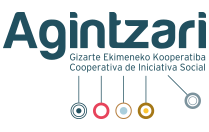 Agintzari
Gizarte Ekimeneko Kooperatiba
Cooperativa de Iniciativa Social